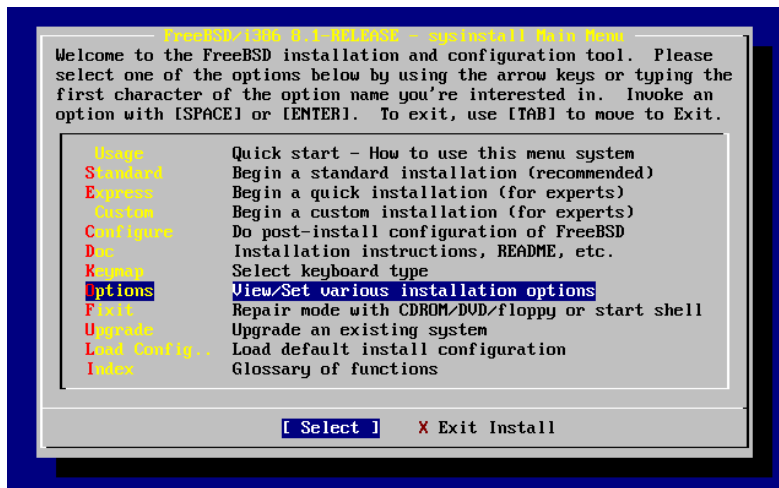 FreeBSD/i386 8.1-RELEASE - sysinstall Main Menu
Welcome to the FreeBSD installation and configuration tool.  Please
select one of the options below by using the arrow keys or typing the
first character of the option name you're interested in.  Invoke an
option with [SPACE] or [ENTER].  To exit, use [TAB] to move to Exit.
Usage Quick start - How to use this menu system
Standard Begin a standard installation (recommended)
Express Begin a quick installation (for experts)
Custom Begin a custom installation (for experts)
Configure Do post-install configuration of FreeBSD
Doc Installation instructions, README, etc.
Keymap Select keyboard type
Options View/Set various installation options
Fixit Repair mode with CDROM/DVD/floppy or start shell
Upgrade Upgrade an existing system
Load Config.. Load default install configuration
Index Glossary of functions
[ Select ] X Exit Install